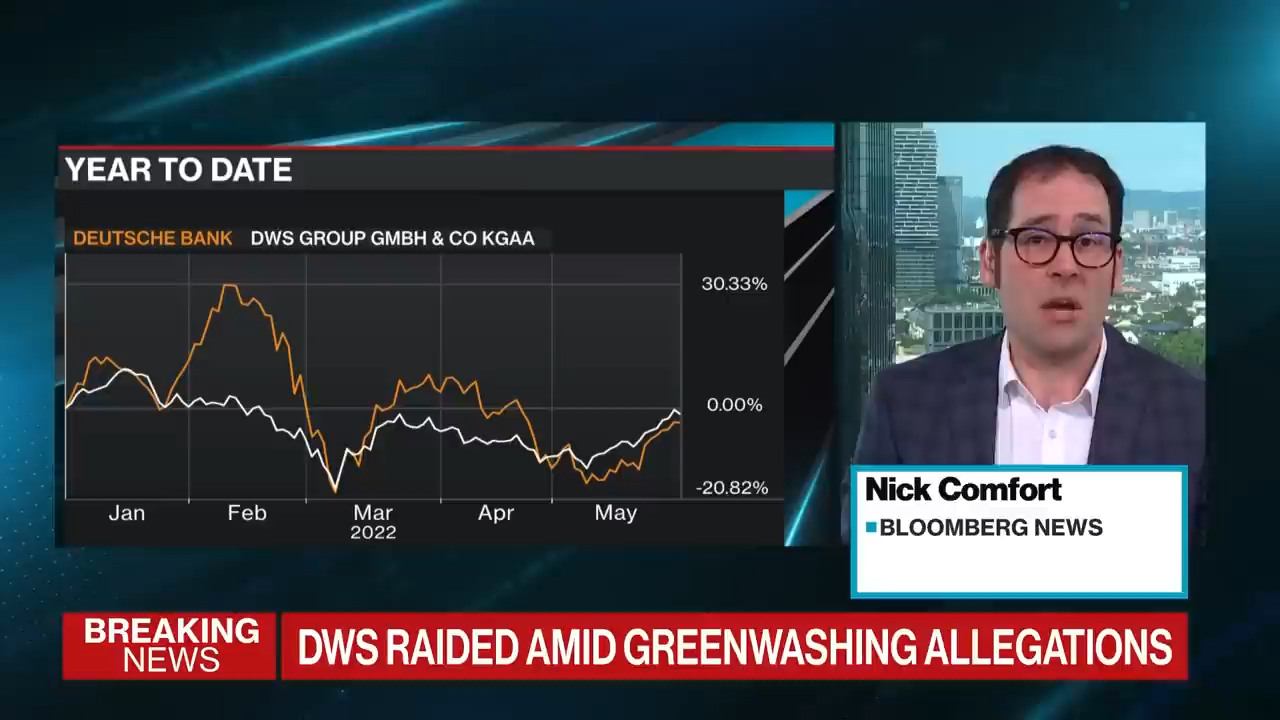 YEAR TO DATE
DEUTSCHE BANK DWS GROUP GMBH & CO KGAA
30.33%
0.00%
-20.82%
Jan Feb Mar Apr May
2022
Nick Comfort
BLOOMBERG NEWS
BREAKING
NEWS
DWS RAIDED AMID GREENWASHING ALLEGATIONS